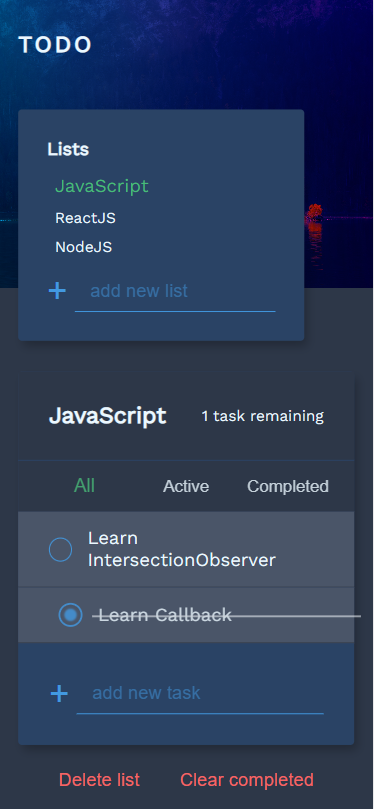 TODO
Lists
JavaScript
ReactJS
NodeJS
+ add new list
JavaScript 1 task remaining
All Active Completed
Learn
IntersectionObserver
Learn Callback
+ add new task
Delete list Clear completed